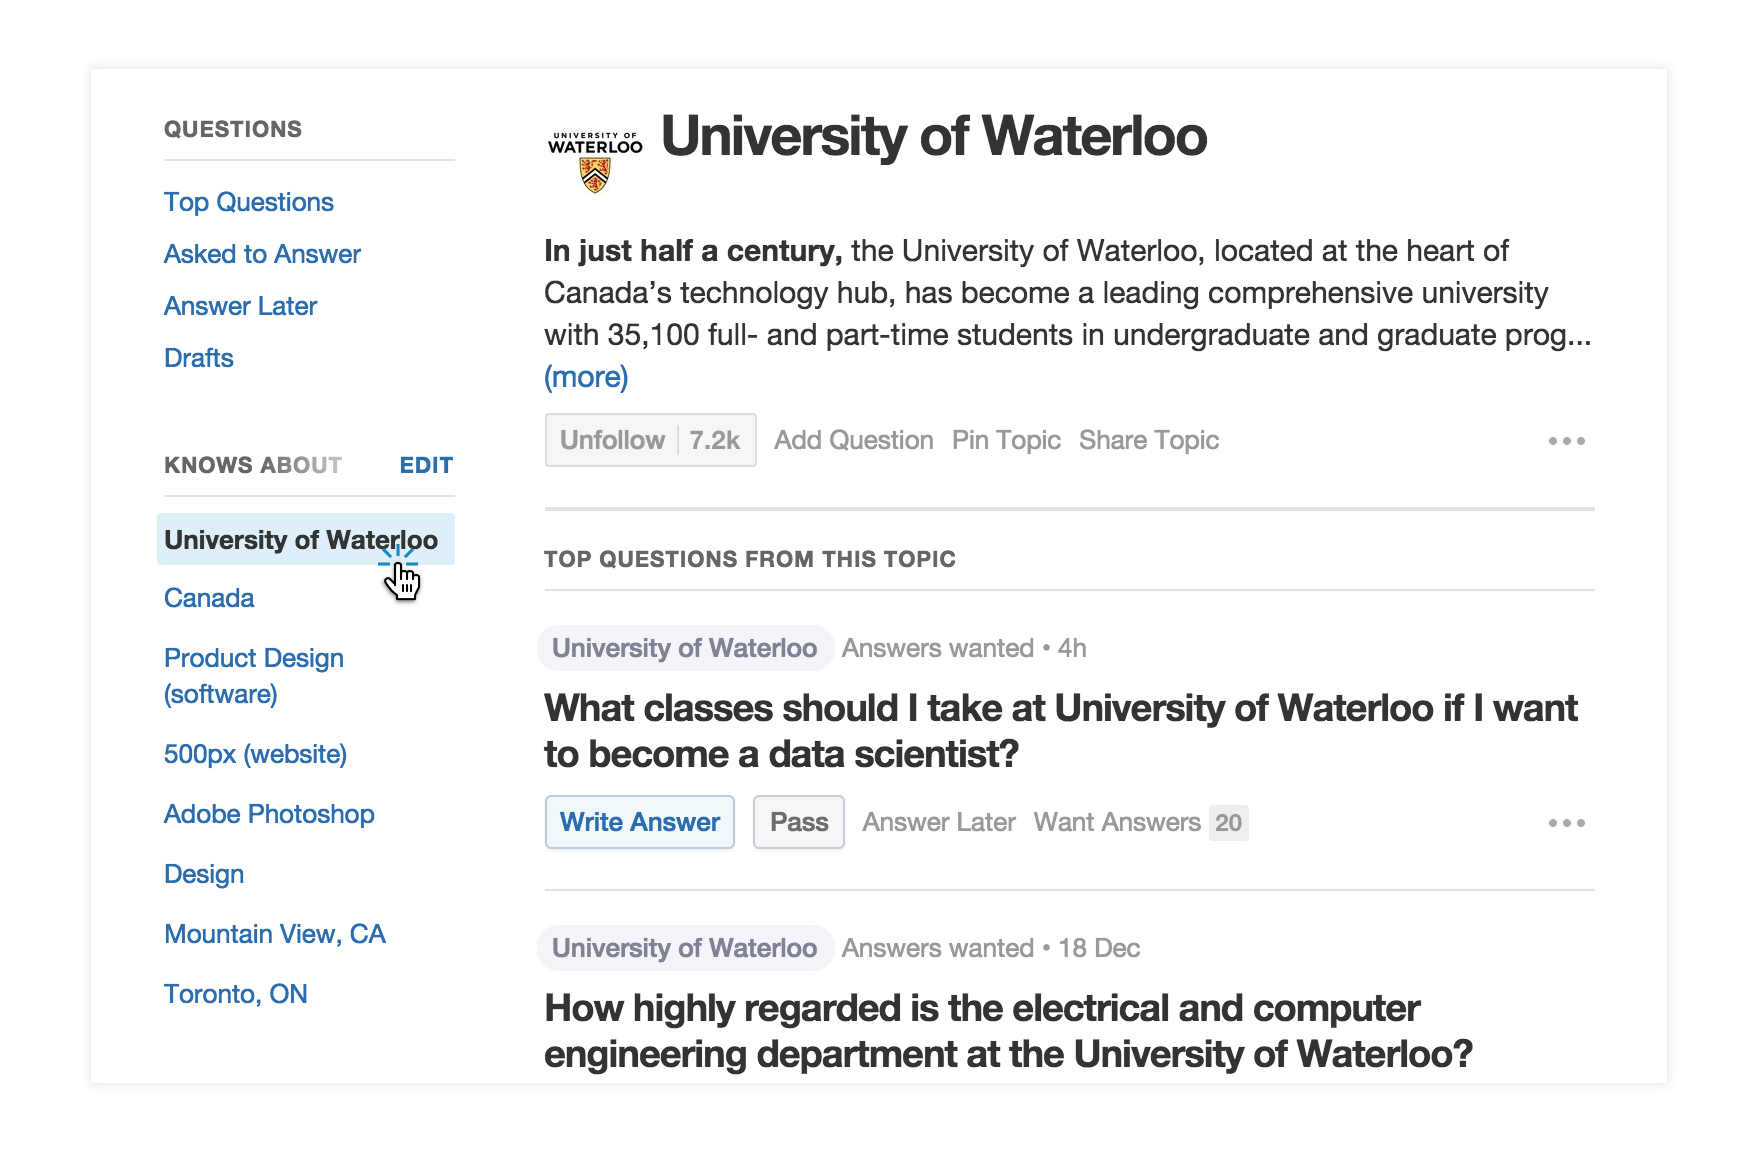 QUESTIONS
Top Questions
Asked to Answer
Answer Later
Drafts
KNOWS ABOUT EDIT
University of Waterloo
Canada
Product Design
(software)
500px (website)
Adobe Photoshop
Design
Mountain View, CA
Toronto, ON
UNIVERSITY OF
WATERLOO
University of Waterloo
In just half a century, the University of Waterloo, located at the heart of
Canada’s technology hub, has become a leading comprehensive university
with 35,100 full- and part-time students in undergraduate and graduate prog...
(more)
Unfollow 7.2k Add Question Pin Topic Share Topic
TOP QUESTIONS FROM THIS TOPIC
University of Waterloo Answers wanted • 4h
What classes should I take at University of Waterloo if I want
to become a data scientist?
Write Answer Pass Answer Later Want Answers 20
University of Waterloo Answers wanted • 18 Dec
How highly regarded is the electrical and computer
engineering department at the University of Waterloo?